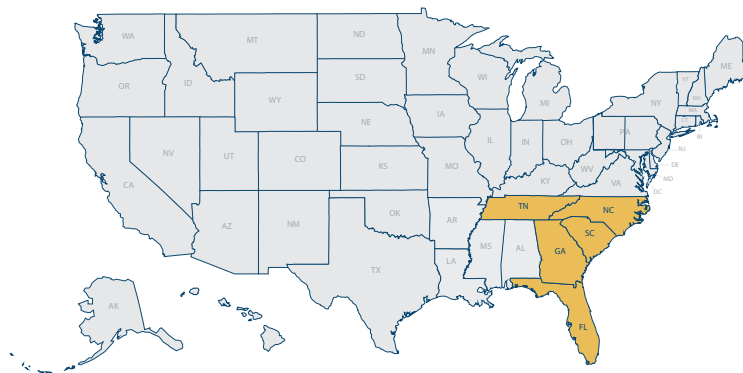 WA
MT
ND
MN
ME
OR
ID
SD
WI
VT
NH
NY
MA
WY
MI
CT
RI
IA
NE
PA
NJ
NV
UT
CO
IL
IN
OH
DE
KS
MO
WV
MD
CA
KY
VA
DC
TN
NC
OK
AR
AZ
NM
SC
MS
AL
GA
TX
LA
AK
FL